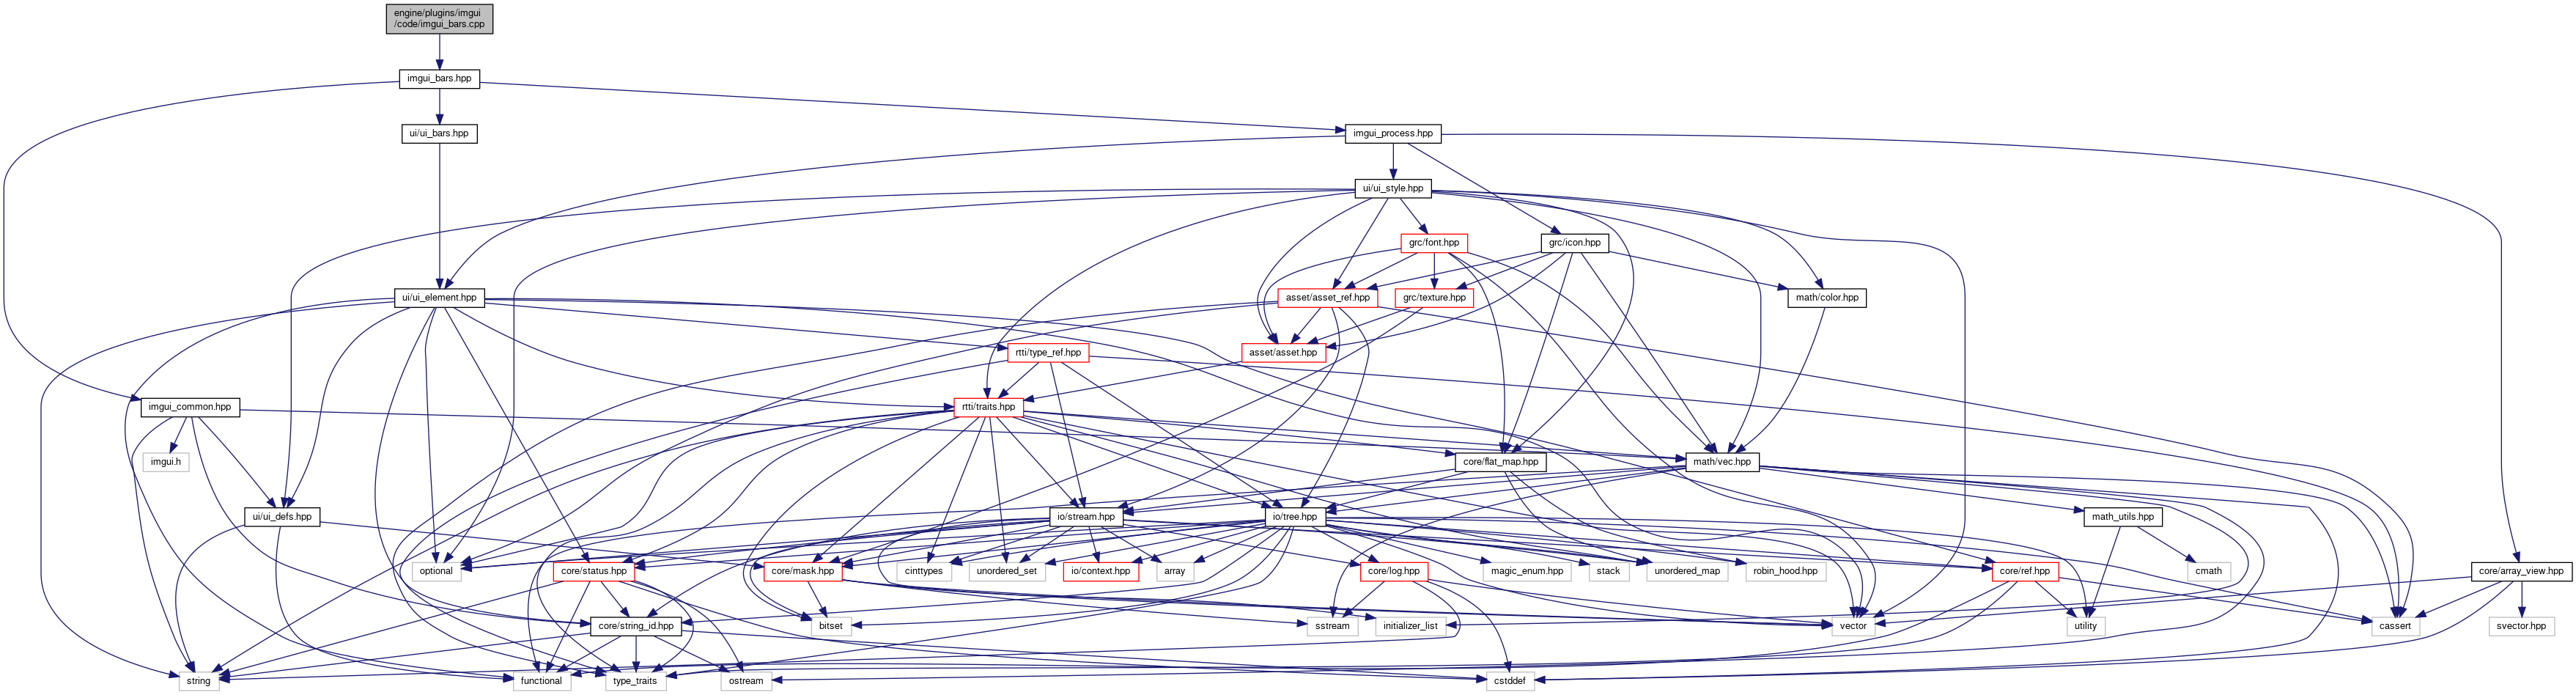 engine/plugins/imgui
/code/imgui_bars.cpp
imgui_bars.hpp
ui/ui_bars.hpp
imgui_process.hpp
ui/ui_style.hpp
grc/font.hpp
grc/icon.hpp
ui/ui_element.hpp
asset/asset_ref.hpp
grc/texture.hpp
math/color.hpp
rtti/type_ref.hpp
asset/asset.hpp
imgui_common.hpp
rtti/traits.hpp
imgui.h
core/flat_map.hpp
math/vec.hpp
ui/ui_defs.hpp
io/stream.hpp
io/tree.hpp
math_utils.hpp
optional
core/status.hpp
core/mask.hpp
cinttypes
unordered_set
io/context.hpp
array
core/log.hpp
magic_enum.hpp
stack
unordered_map
robin_hood.hpp
core/ref.hpp
cmath
core/array_view.hpp
core/string_id.hpp
bitset
sstream
initializer_list
vector
utility
cassert
svector.hpp
string
functional
type_traits
ostream
cstddef